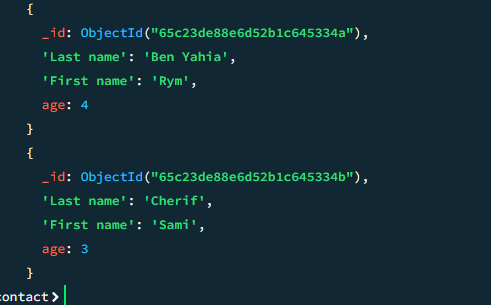 {
_id: ObjectId("65c23de88e6d52b1c645334a"),
'Last name': 'Ben Yahia',
'First name': 'Rym',
age: 4
}
{
_id: ObjectId("65c23de88e6d52b1c645334b"),
'Last name': 'Cherif',
'First name': 'Sami',
age: 3
}
contact>